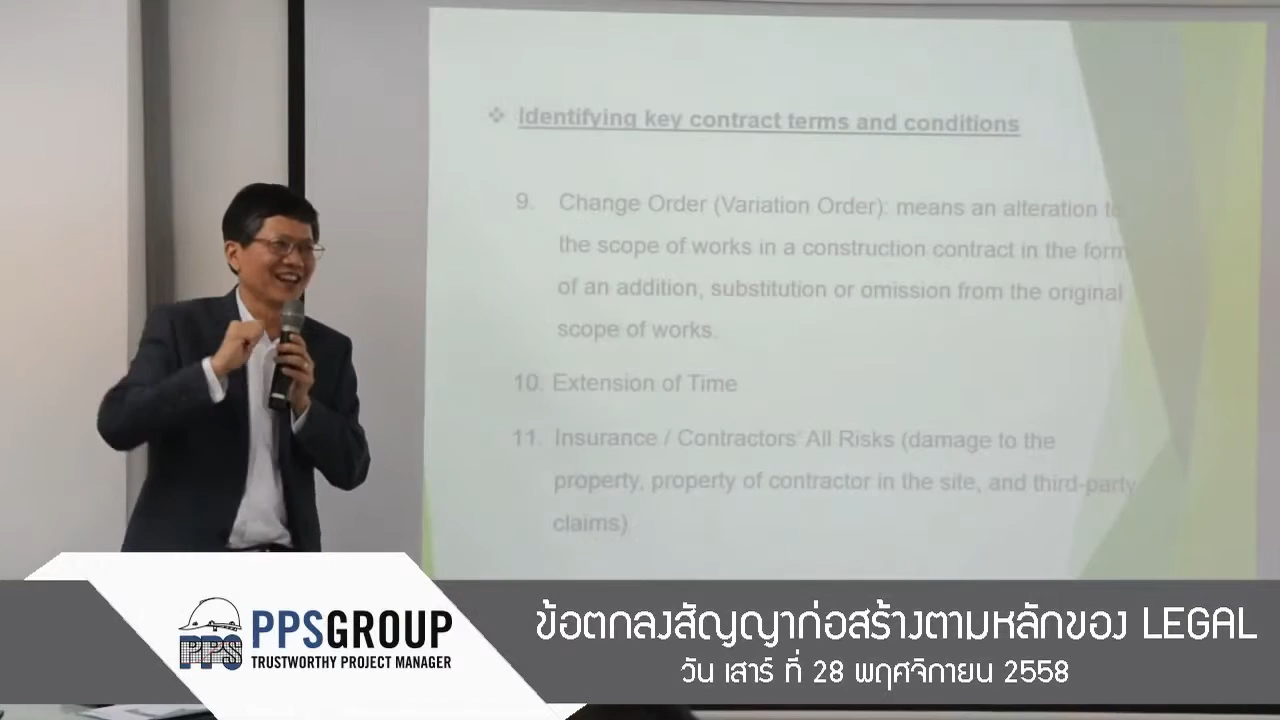 ❖ Identifying key contract terms and conditions
9. Change Order (Variation Order): means an alteration to
the scope of works in a construction contract in the form
of an addition, substitution or omission from the original
scope of works.
10. Extension of Time
11. Insurance / Contractors' All Risks (damage to the
property, property of contractor in the site, and third-party
claims)
PPS
PPSGROUP
TRUSTWORTHY PROJECT MANAGER
ข้อตกลงสัญญาก่อสร้างตามหลักของ LEGAL
วัน เสาร์ ที่ 28 พฤศจิกายน 2558